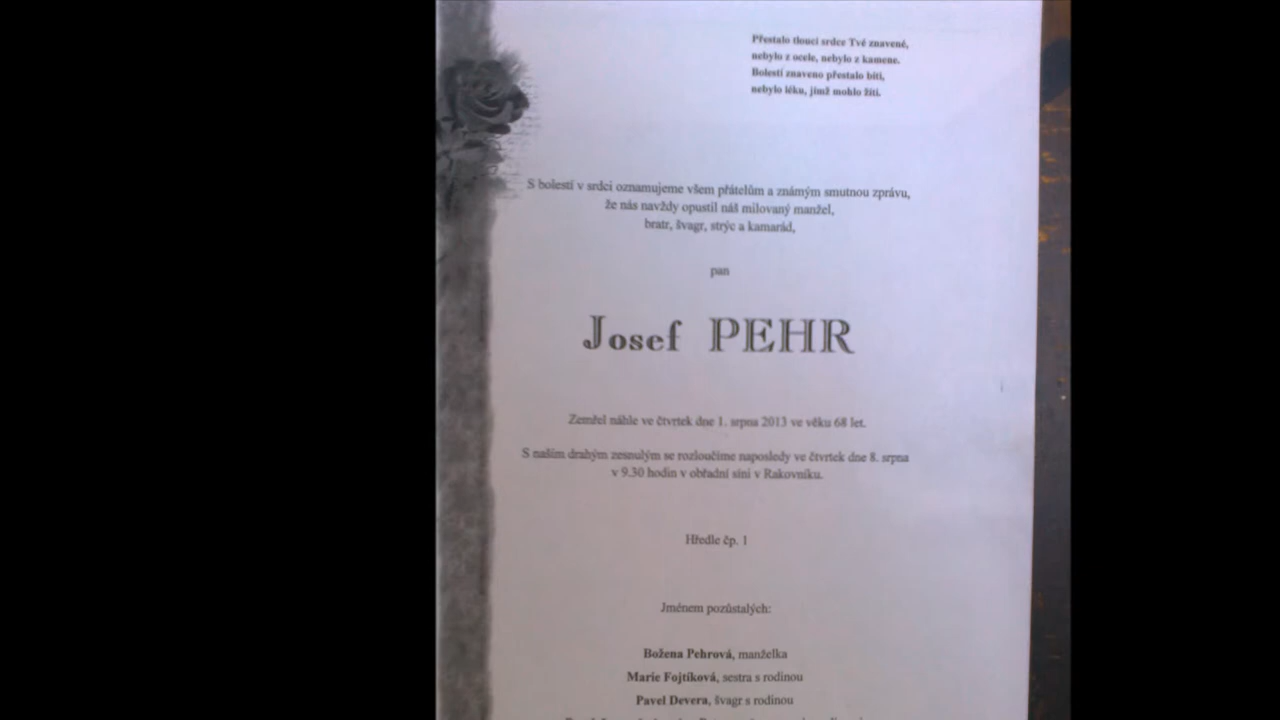 Přestalo tlouci srdce Tvé znavené,
nebylo z ocele, nebylo z kamene.
Bolestí znaveno přestalo bíti,
nebylo léku, jímž mohlo žíti.
S bolestí v srdci oznamujeme všem přátelům a známým smutnou zprávu,
že nás navždy opustil náš milovaný manžel,
bratr, švagr, strýc a kamarád,
pan
Josef PEHR
Zemřel náhle ve čtvrtek dne 1. srpna 2013 ve věku 68 let.
S naším drahým zesnulým se rozloučíme naposledy ve čtvrtek dne 8. srpna
v 9.30 hodin v obřadní síni v Rakovníku.
Hředle čp. 1
Jménem pozůstalých:
Božena Pehrová, manželka
Marie Fojtíková, sestra s rodinou
Pavel Devera, švagr s rodinou